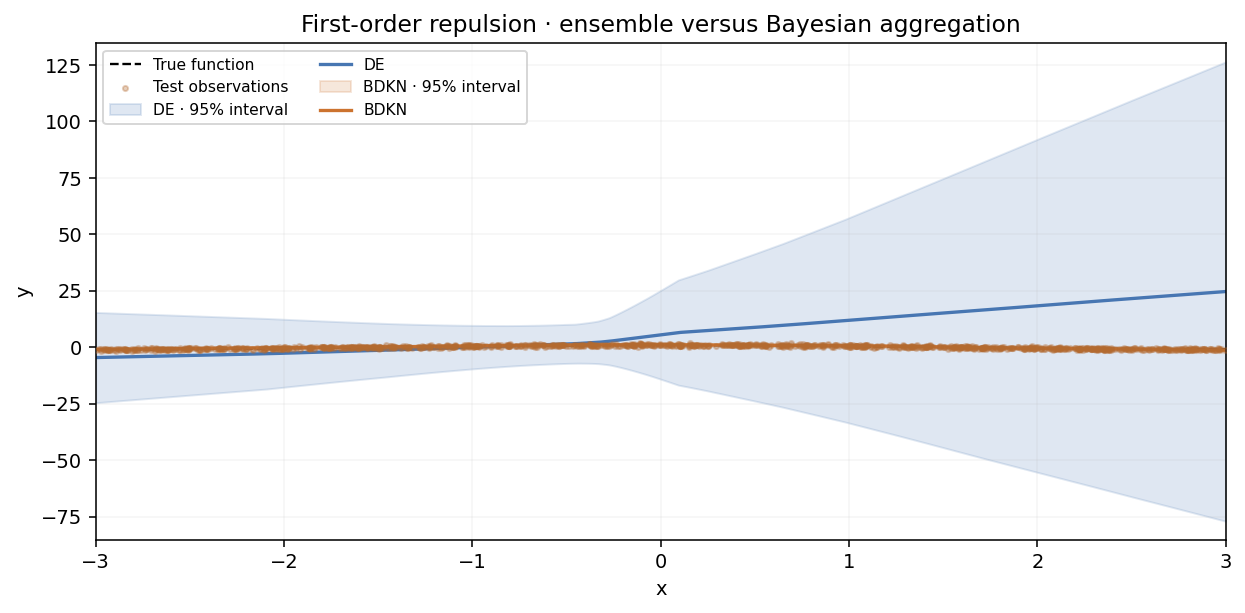 First-order repulsion · ensemble versus Bayesian aggregation
True function
Test observations
DE · 95% interval
DE
BDKN · 95% interval
BDKN
125
100
75
50
25
0
−25
−50
−75
y
−3
−2
−1
0
1
2
3
x